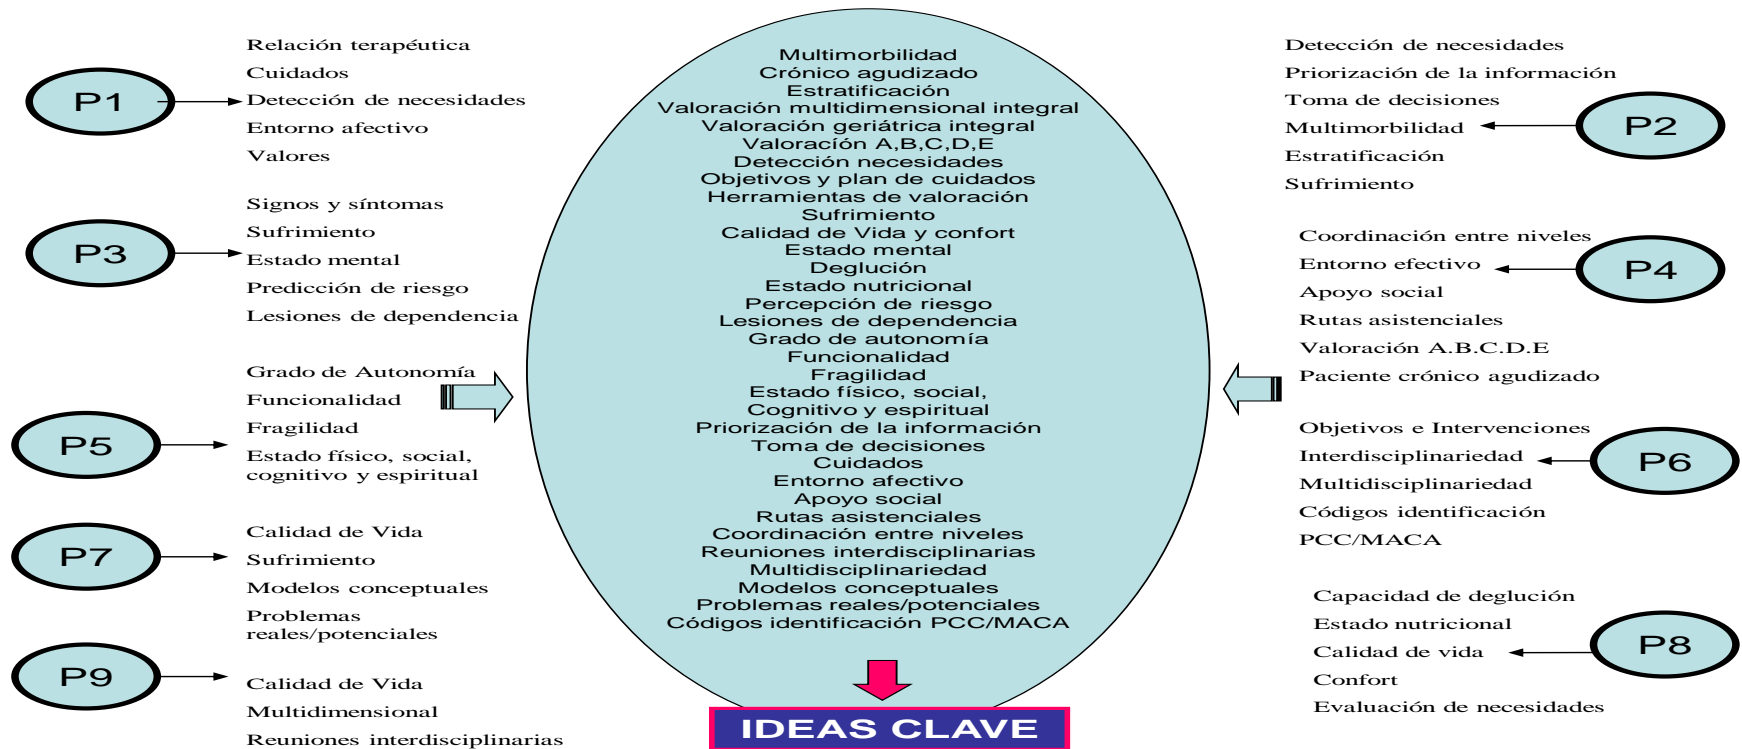 P1
Relación terapéutica
Cuidados
Detección de necesidades
Entorno afectivo
Valores
P3
Signos y síntomas
Sufrimiento
Estado mental
Predicción de riesgo
Lesiones de dependencia
P5
Grado de Autonomía
Funcionalidad
Fragilidad
Estado físico, social,
cognitivo y espiritual
P7
Calidad de Vida
Sufrimiento
Modelos conceptuales
Problemas
reales/potenciales
P9
Calidad de Vida
Multidimensional
Reuniones interdisciplinarias
Multimorbilidad
Crónico agudizado
Estratificación
Valoración multidimensional integral
Valoración geriátrica integral
Valoracíón A,B,C,D,E
Detección necesidades
Objetivos y plan de cuidados
Herramientas de valoración
Sufrimiento
Calidad de Vida y confort
Estado mental
Deglución
Estado nutricional
Percepción de riesgo
Lesiones de dependencia
Grado de autonomía
Funcionalidad
Fragilidad
Estado físico, social,
Cognitivo y espiritual
Priorización de la información
Toma de decisiones
Cuidados
Entorno afectivo
Apoyo social
Rutas asistenciales
Coordinación entre niveles
Reuniones interdisciplinarias
Multidisciplinariedad
Modelos conceptuales
Problemas reales/potenciales
Códigos identificación PCC/MACA
IDEAS CLAVE
Detección de necesidades
Priorización de la información
Toma de decisiones
Multimorbilidad
Estratificación
Sufrimiento
P2
Coordinación entre niveles
Entorno efectivo
Apoyo social
Rutas asistenciales
Valoración A.B.C.D.E
Paciente crónico agudizado
P4
Objetivos e Intervenciones
Interdisciplinariedad
Multidisciplinariedad
Códigos identificación
PCC/MACA
P6
Capacidad de deglución
Estado nutricional
Calidad de vida
Confort
Evaluación de necesidades
P8